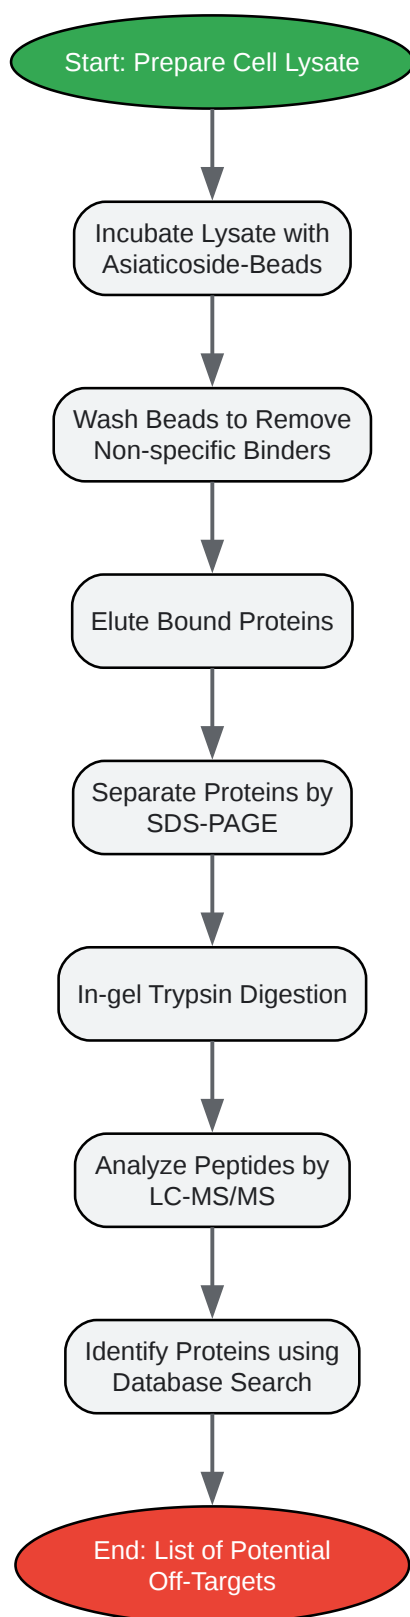 Start: Prepare Cell Lysate
Incubate Lysate with
Asiaticoside-Beads
Wash Beads to Remove
Non-specific Binders
Elute Bound Proteins
Separate Proteins by
SDS-PAGE
In-gel Trypsin Digestion
Analyze Peptides by
LC-MS/MS
Identify Proteins using
Database Search
End: List of Potential
Off-Targets